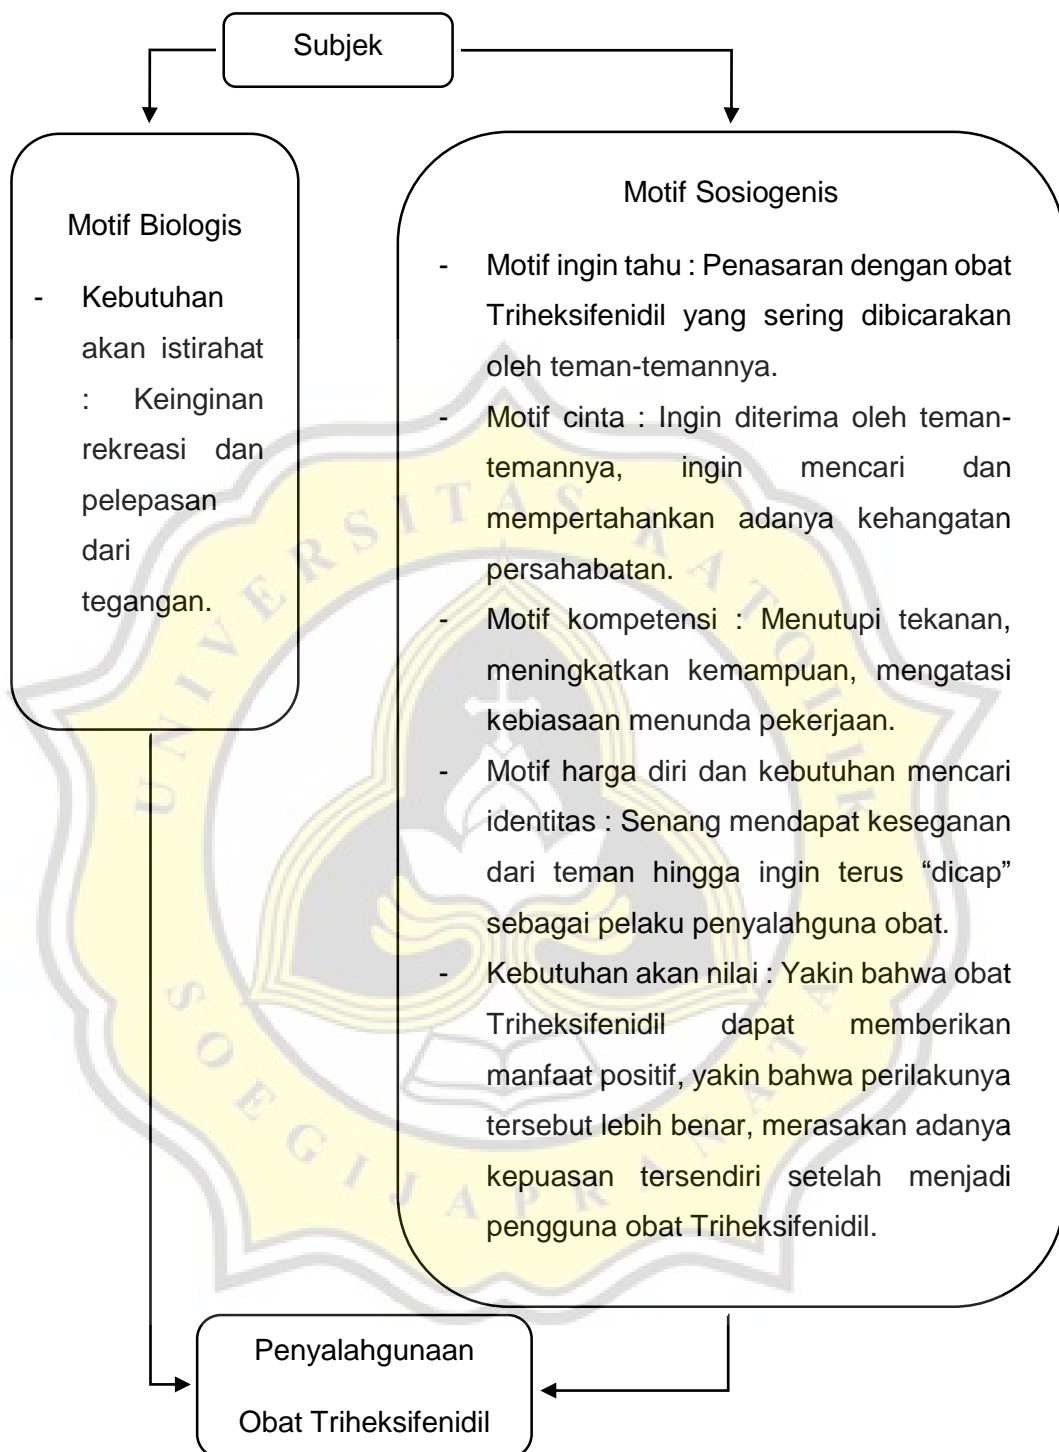 Subjek
Motif Biologis
- Kebutuhan
akan istirahat
: Keinginan
rekreasi dan
pelepasan
dari
tegangan.
Motif Sosiogenis
- Motif ingin tahu : Penasaran dengan obat
Triheksifenidil yang sering dibicarakan
oleh teman-temannya.
- Motif cinta : Ingin diterima oleh teman-
temannya, ingin mencari dan
mempertahankan adanya kehangatan
persahabatan.
- Motif kompetensi : Menutupi tekanan,
meningkatkan kemampuan, mengatasi
kebiasaan menunda pekerjaan.
- Motif harga diri dan kebutuhan mencari
identitas : Senang mendapat keseganan
dari teman hingga ingin terus “dicap”
sebagai pelaku penyalahguna obat.
- Kebutuhan akan nilai : Yakin bahwa obat
Triheksifenidil dapat memberikan
manfaat positif, yakin bahwa perilakunya
tersebut lebih benar, merasakan adanya
kepuasan tersendiri setelah menjadi
pengguna obat Triheksifenidil.
Penyalahgunaan
Obat Triheksifenidil
UNIVERSITAS KATOLIK
SOEGIJAPRANATA